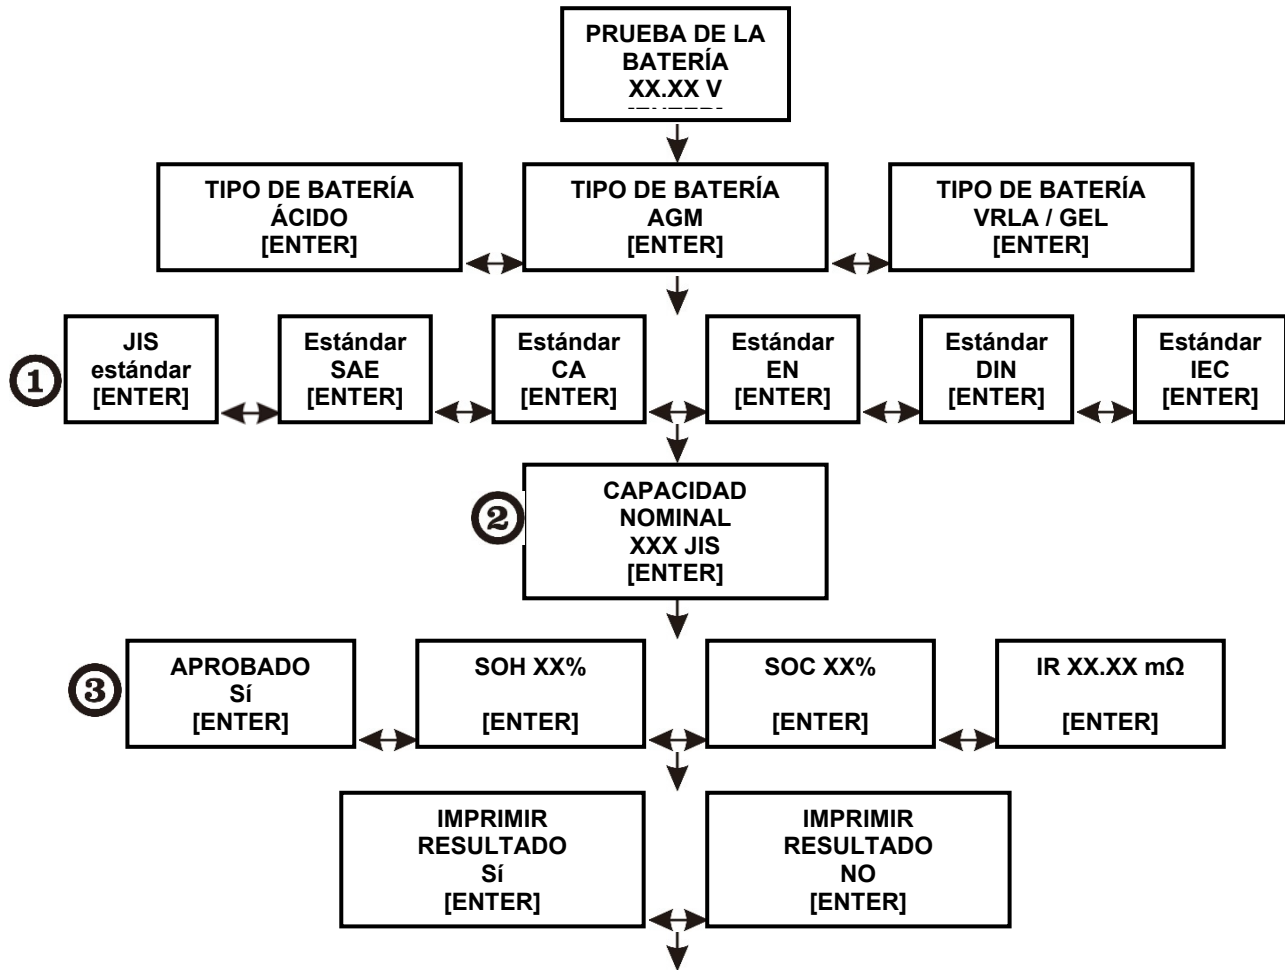 PRUEBA DE LA
BATERÍA
XX.XX V
TIPO DE BATERÍA
ÁCIDO
[ENTER]
TIPO DE BATERÍA
AGM
[ENTER]
TIPO DE BATERÍA
VRLA / GEL
[ENTER]
1
JIS
estándar
[ENTER]
Estándar
SAE
[ENTER]
Estándar
CA
[ENTER]
Estándar
EN
[ENTER]
Estándar
DIN
[ENTER]
Estándar
IEC
[ENTER]
2
CAPACIDAD
NOMINAL
XXX JIS
[ENTER]
3
APROBADO
Sí
[ENTER]
SOH XX%
[ENTER]
SOC XX%
[ENTER]
IR XX.XX mΩ
[ENTER]
IMPRIMIR
RESULTADO
Sí
[ENTER]
IMPRIMIR
RESULTADO
NO
[ENTER]